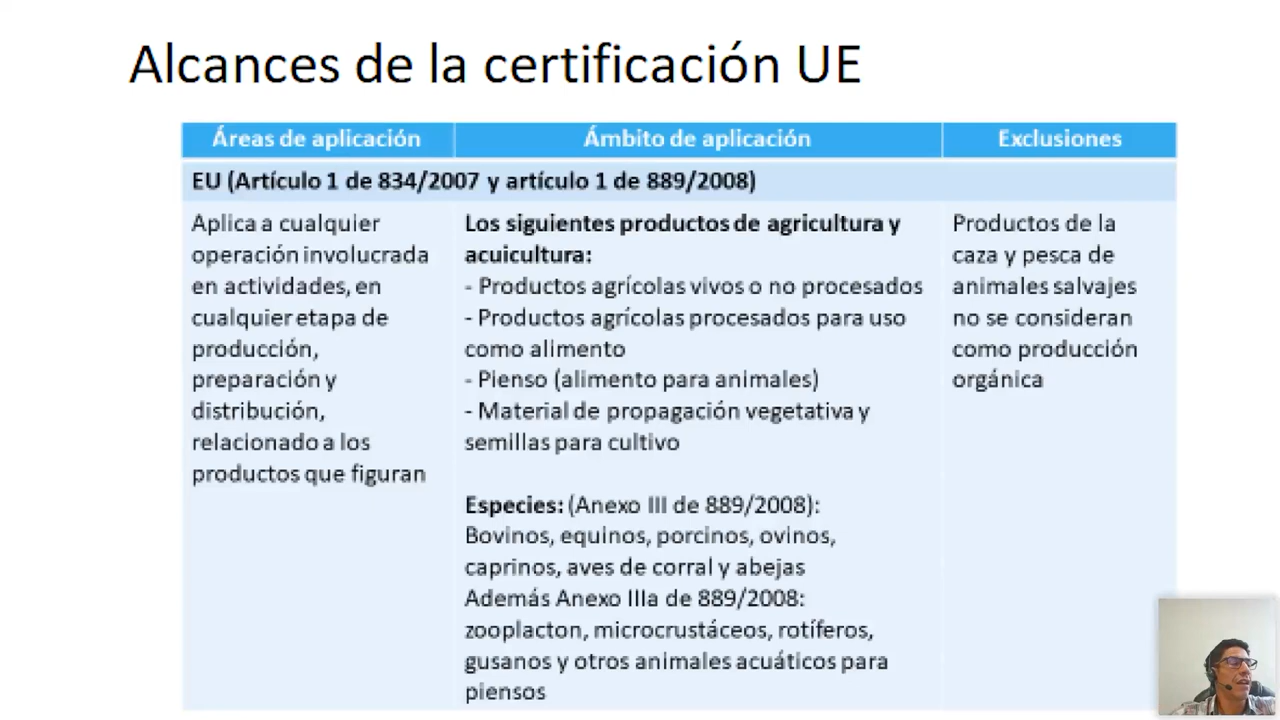 Alcances de la certificación UE
Áreas de aplicación
Ámbito de aplicación
Exclusiones
EU (Artículo 1 de 834/2007 y artículo 1 de 889/2008)
Aplica a cualquier
operación involucrada
en actividades, en
cualquier etapa de
producción,
preparación y
distribución,
relacionado a los
productos que figuran
Los siguientes productos de agricultura y
acuicultura:
- Productos agrícolas vivos o no procesados
- Productos agrícolas procesados para uso
como alimento
- Pienso (alimento para animales)
- Material de propagación vegetativa y
semillas para cultivo
Especies: (Anexo III de 889/2008):
Bovinos, equinos, porcinos, ovinos,
caprinos, aves de corral y abejas
Además Anexo IIIa de 889/2008:
zooplacton, microcrustáceos, rotíferos,
gusanos y otros animales acuáticos para
piensos
Productos de la
caza y pesca de
animales salvajes
no se consideran
como producción
orgánica